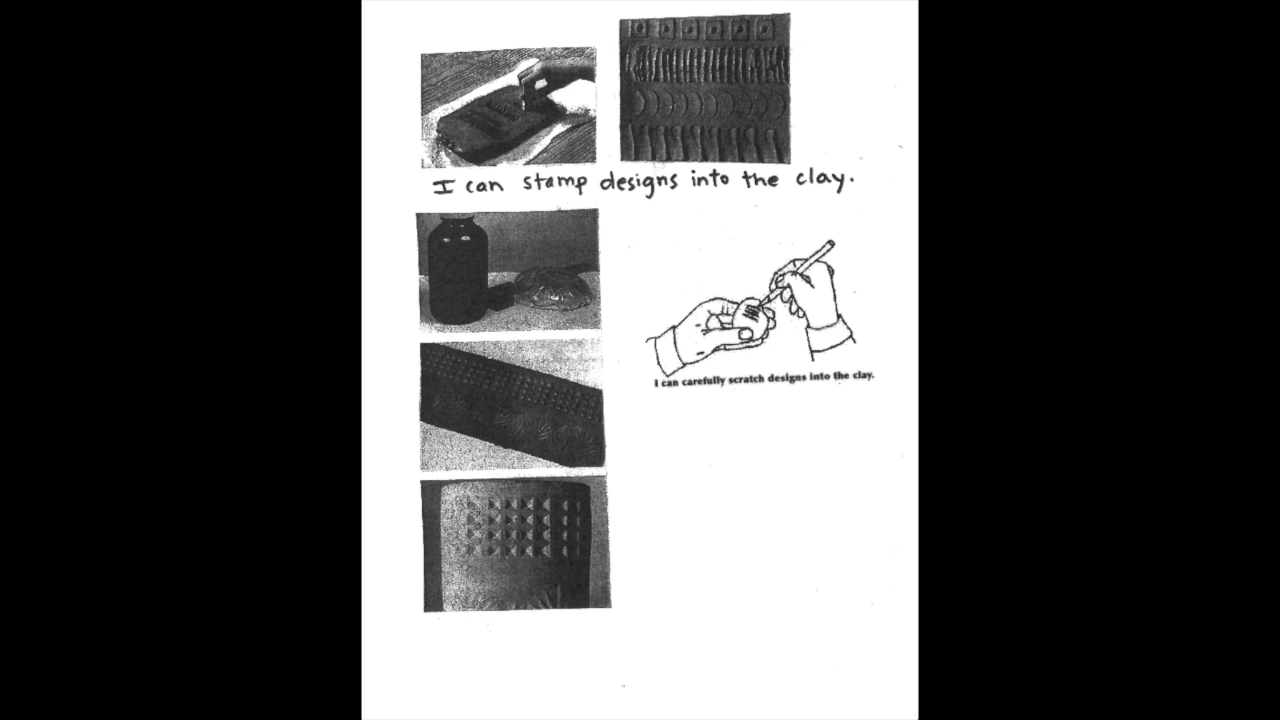 I can stamp designs into the clay.
I can carefully scratch designs into the clay.